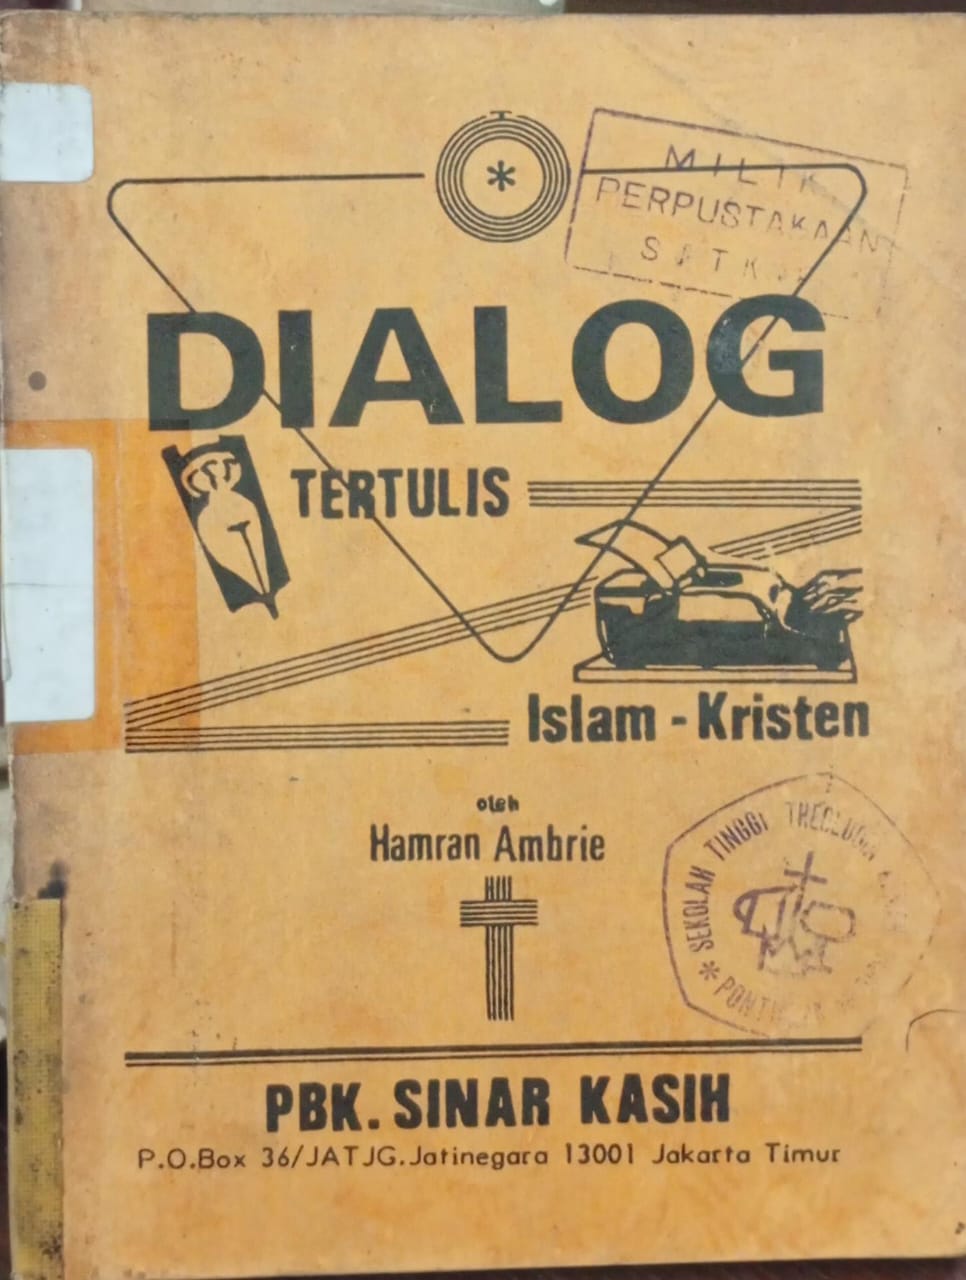 MILIK
PERPUSTAKAAN
DIALOG
TERTULIS
Islam - Kristen
oleh
Hamran Ambrie
SEKOLAH TINGGI THEOLOGIA
PBK. SINAR KASIH
P.O.Box 36/JATJG.Jatinegara 13001 Jakarta Timur